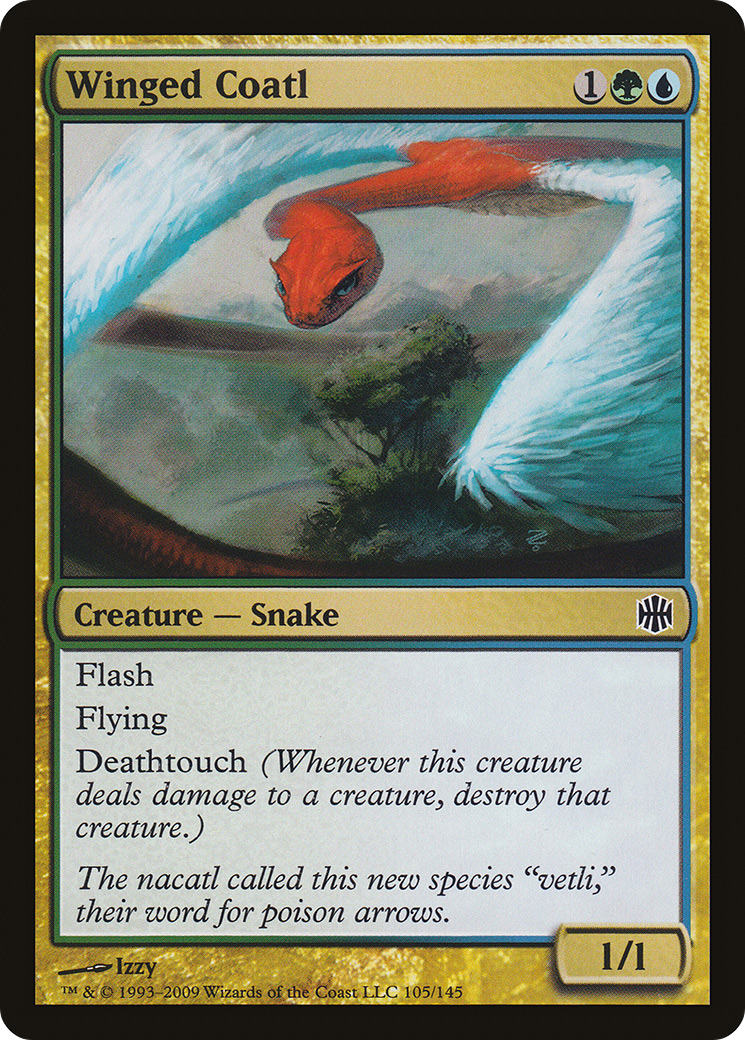 Winged Coatl 1
Creature — Snake
Flash
Flying
Deathtouch (Whenever this creature
deals damage to a creature, destroy that
creature.)
The nacatl called this new species “vetli,”
their word for poison arrows.
1/1
Izzy
™ & © 1993–2009 Wizards of the Coast LLC 105/145